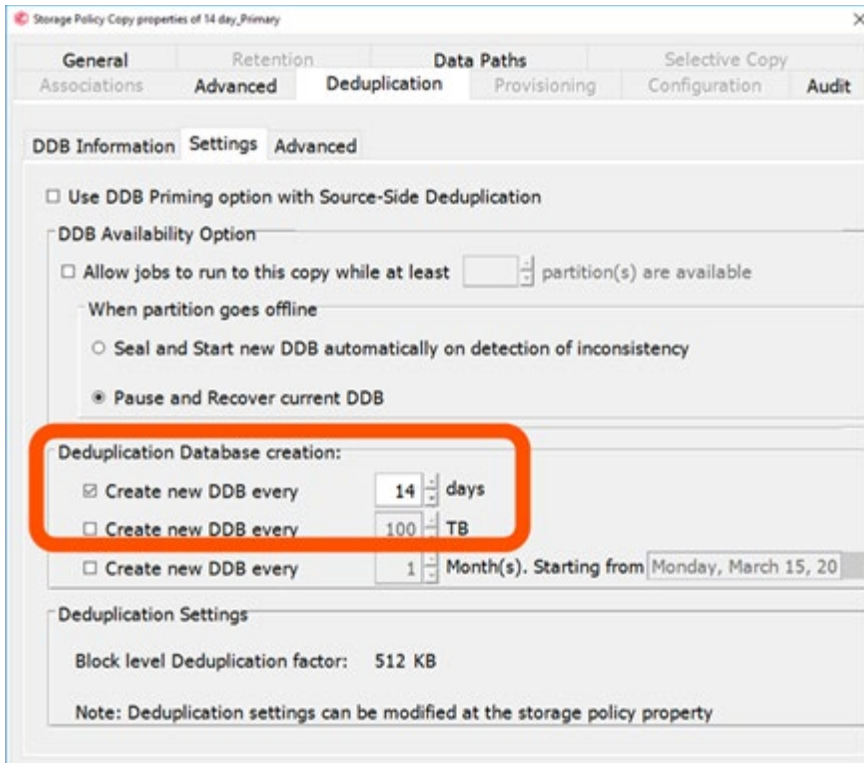 Storage Policy Copy properties of 14 day_Primary
General Retention Data Paths Selective Copy
Associations Advanced Deduplication Provisioning Configuration Audit
DDB Information Settings Advanced
Use DDB Priming option with Source-Side Deduplication
DDB Availability Option
Allow jobs to run to this copy while at least partition(s) are available
When partition goes offline
Seal and Start new DDB automatically on detection of inconsistency
Pause and Recover current DDB
Deduplication Database creation:
Create new DDB every 14 days
Create new DDB every 100 TB
Create new DDB every 1 Month(s). Starting from Monday, March 15, 20
Deduplication Settings
Block level Deduplication factor: 512 KB
Note: Deduplication settings can be modified at the storage policy property